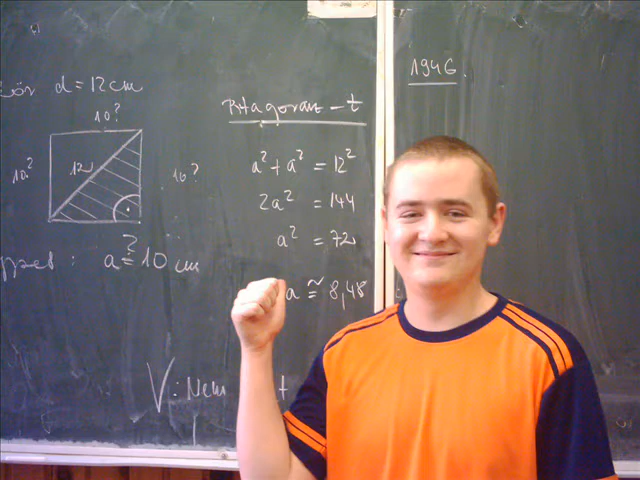 d = 12 cm
10?
10?
12
10?
a ≟ 10 cm
Pitagorasz - t
a² + a² = 12²
2a² = 144
a² = 72
a ≅ 8,48
V: Nem
1946.